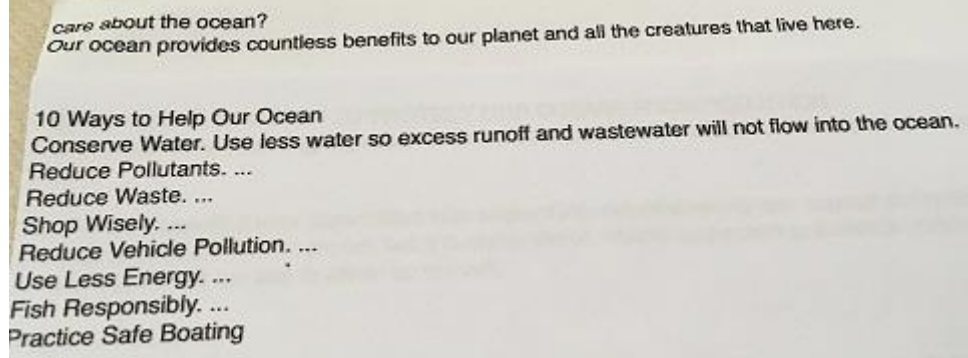 care about the ocean?
Our ocean provides countless benefits to our planet and all the creatures that live here.
10 Ways to Help Our Ocean
Conserve Water. Use less water so excess runoff and wastewater will not flow into the ocean.
Reduce Pollutants. ...
Reduce Waste. ...
Shop Wisely. ...
Reduce Vehicle Pollution. ...
Use Less Energy. ...
Fish Responsibly. ...
Practice Safe Boating